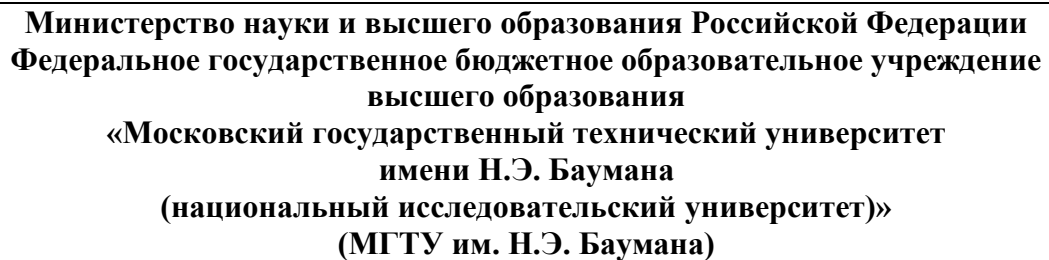 Министерство науки и высшего образования Российской Федерации
Федеральное государственное бюджетное образовательное учреждение
высшего образования
«Московский государственный технический университет
имени Н.Э. Баумана
(национальный исследовательский университет)»
(МГТУ им. Н.Э. Баумана)